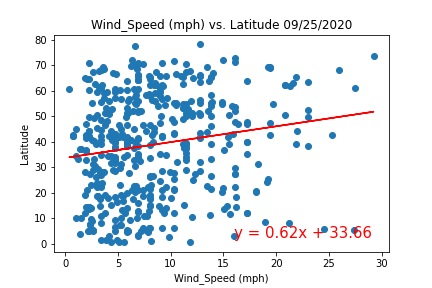 Wind_Speed (mph) vs. Latitude 09/25/2020
80
70
60
50
40
30
20
10
0
Latitude
y = 0.62x + 33.66
0 5 10 15 20 25 30
Wind_Speed (mph)